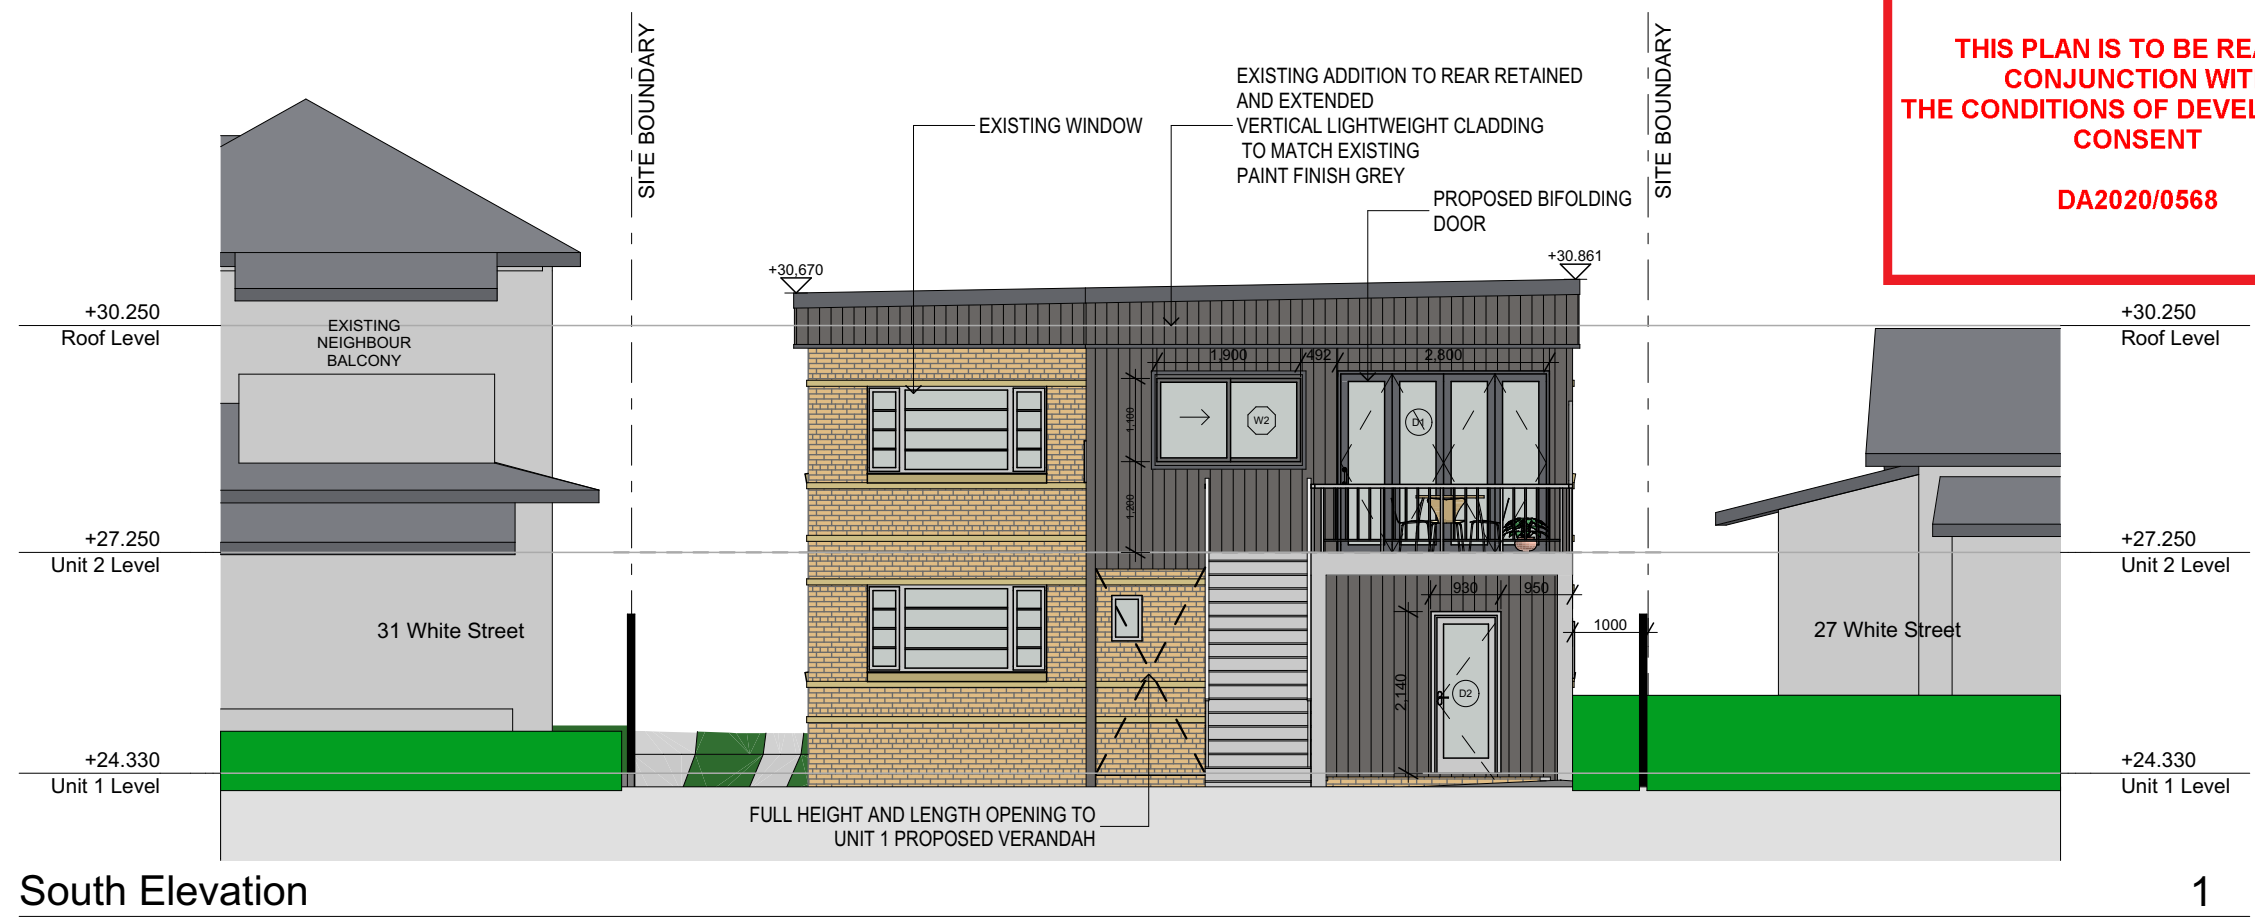 SITE BOUNDARY
SITE BOUNDARY
THIS PLAN IS TO BE REA
CONJUNCTION WIT
THE CONDITIONS OF DEVEL
CONSENT
DA2020/0568
EXISTING WINDOW
EXISTING ADDITION TO REAR RETAINED
AND EXTENDED
VERTICAL LIGHTWEIGHT CLADDING
TO MATCH EXISTING
PAINT FINISH GREY
PROPOSED BIFOLDING
DOOR
+30,670
+30.861
+30.250
Roof Level
EXISTING
NEIGHBOUR
BALCONY
+30.250
Roof Level
1,900
492
2,800
1,100
W2
D1
1,200
+27.250
Unit 2 Level
+27.250
Unit 2 Level
930
950
31 White Street
1000
27 White Street
2,140
D2
+24.330
Unit 1 Level
+24.330
Unit 1 Level
FULL HEIGHT AND LENGTH OPENING TO
UNIT 1 PROPOSED VERANDAH
South Elevation
1